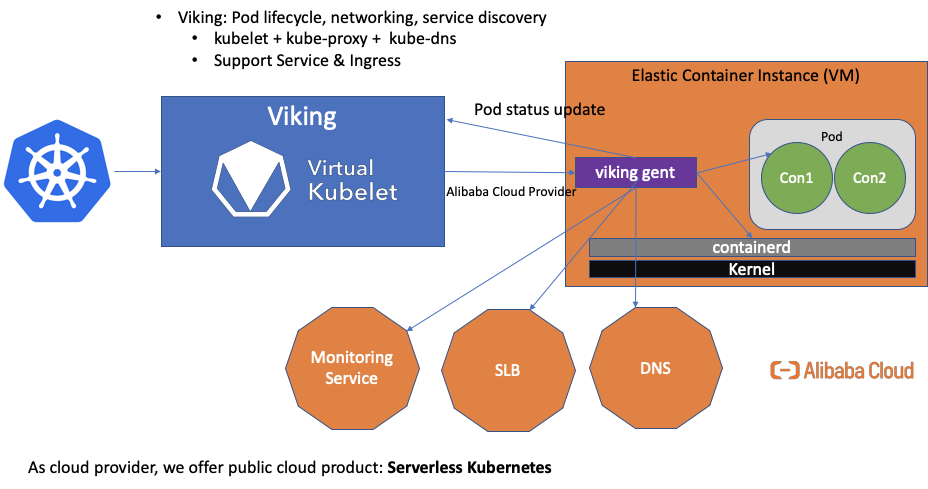 • Viking: Pod lifecycle, networking, service discovery
• kubelet + kube-proxy + kube-dns
• Support Service & Ingress
Elastic Container Instance (VM)
Viking
Pod status update
Pod
Virtual
Kubelet
viking gent
Con1
Con2
Alibaba Cloud Provider
containerd
Kernel
Monitoring
Service
SLB
DNS
Alibaba Cloud
As cloud provider, we offer public cloud product: Serverless Kubernetes